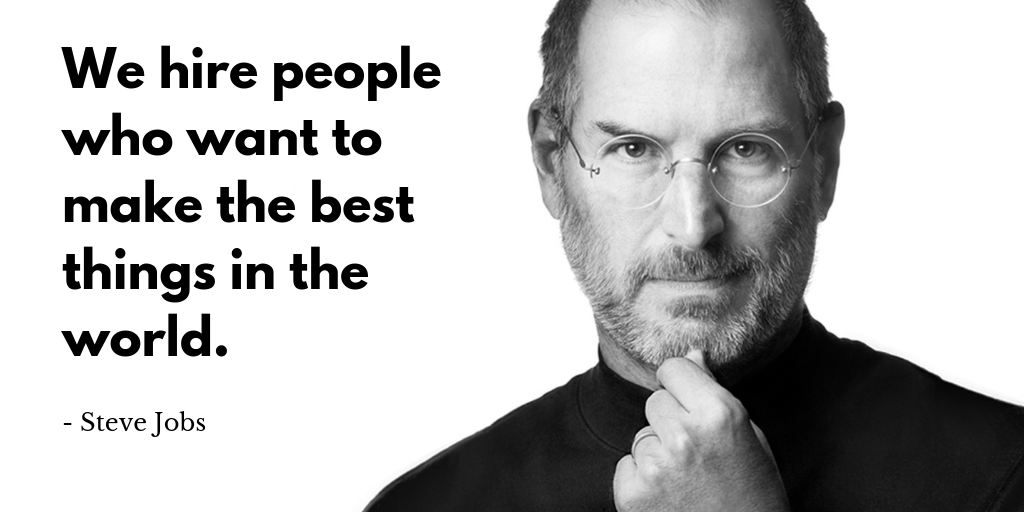 We hire people
who want to
make the best
things in the
world.
- Steve Jobs